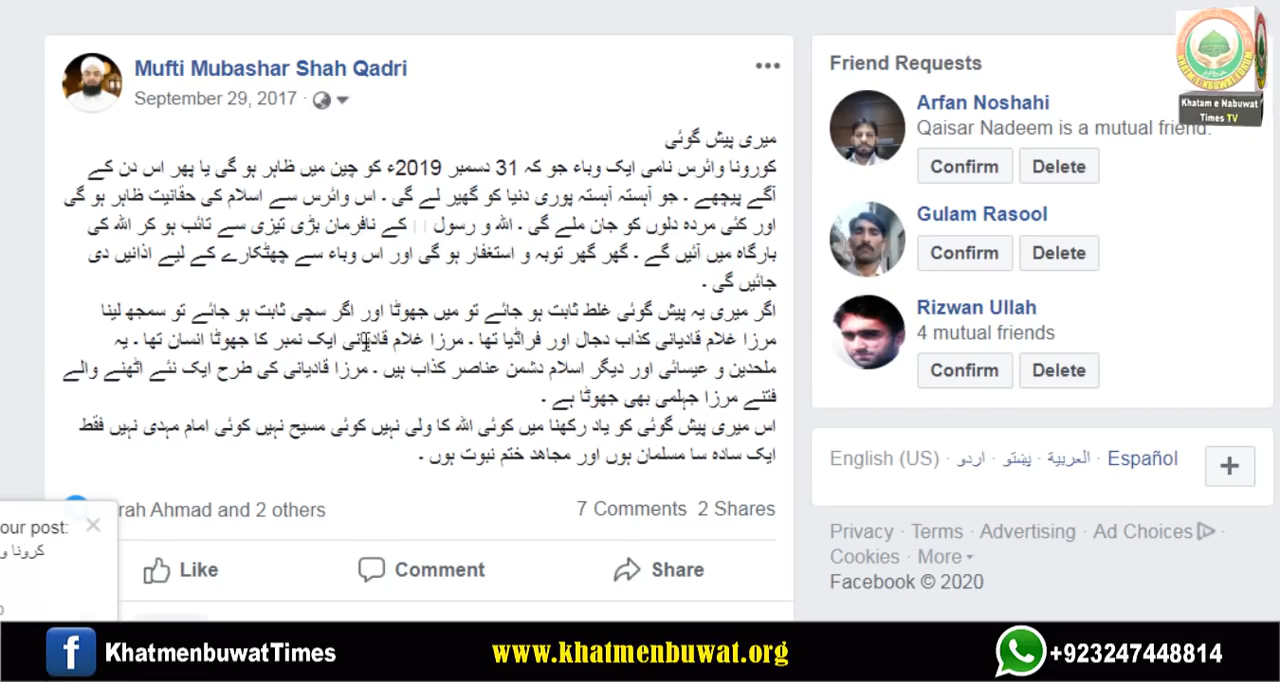 Mufti Mubashar Shah Qadri
September 29, 2017
میری پیش گوئی
کورونا وائرس نامی ایک وباء جو کہ 31 دسمبر 2019ء کو چین میں ظاہر ہو گی یا پھر اس دن کے
آگے پیچھے ۔ جو آہستہ آہستہ پوری دنیا کو گھیر لے گی ۔ اس وائرس سے اسلام کی حقانیت ظاہر ہو گی
اور کئی مردہ دلوں کو جان ملے گی ۔ اللہ و رسول کے نافرمان بڑی تیزی سے تائب ہو کر اللہ کی
بارگاہ میں آئیں گے ۔ گھر گھر توبہ و استغفار ہو گی اور اس وباء سے چھٹکارے کے لیے اذانیں دی
جائیں گی ۔
اگر میری یہ پیش گوئی غلط ثابت ہو جائے تو میں جھوٹا اور اگر سچی ثابت ہو جائے تو سمجھ لینا
مرزا غلام قادیانی کذاب دجال اور فراڈیا تھا ۔ مرزا غلام قادیانی ایک نمبر کا جھوٹا انسان تھا ۔ یہ
ملحدین و عیسائی اور دیگر اسلام دشمن عناصر کذاب ہیں ۔ مرزا قادیانی کی طرح ایک نئے اٹھنے والے
فتنے مرزا جہلمی بھی جھوٹا ہے ۔
اس میری پیش گوئی کو یاد رکھنا میں کوئی اللہ کا ولی نہیں کوئی مسیح نہیں کوئی امام مہدی نہیں فقط
ایک سادہ سا مسلمان ہوں اور مجاھد ختم نبوت ہوں ۔
rah Ahmad and 2 others
7 Comments 2 Shares
Like Comment Share
our post:
کرونا و
Friend Requests
Arfan Noshahi
Qaisar Nadeem is a mutual friend.
Confirm Delete
Gulam Rasool
Confirm Delete
Rizwan Ullah
4 mutual friends
Confirm Delete
English (US) · اردو · پښتو · العربية · Español
Privacy · Terms · Advertising · Ad Choices ·
Cookies · More
Facebook © 2020
Khatam e Nabuwat
Times TV
KhatmenbuwatTimes
www.khatmenbuwat.org
+923247448814